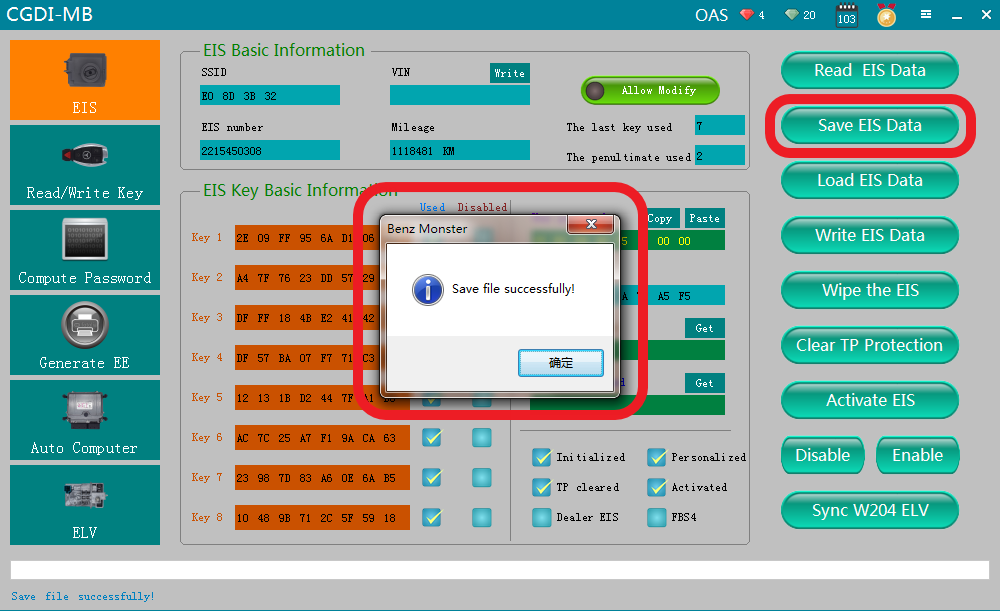 CGDI-MB
OAS 4 20 103
EIS
Read/Write Key
Compute Password
Generate EE
Auto Computer
ELV
EIS Basic Information
SSID
VIN
Write
E0 8D 3B 32
Allow Modify
EIS number
Mileage
The last key used 7
2215450308
1118481 KM
The penultimate used 2
EIS Key Basic Information
Used Disabled
Copy Paste
Key 1 2E 09 FF 95 6A D1 06
00 00
Key 2 A4 7F 76 23 DD 57 29
A5 F5
Key 3 DF FF 18 4B E2 41 42
Get
Key 4 DF 57 BA 07 F7 71 C3
Get
Key 5 12 13 1B D2 44 7F A1
Key 6 AC 7C 25 A7 F1 9A CA 63
Key 7 23 98 7D 83 A6 0E 6A B5
Key 8 10 48 9B 71 2C 5F 59 18
Initialized Personalized
TP cleared Activated
Dealer EIS FBS4
Benz Monster
Save file successfully!
确定
Read EIS Data
Save EIS Data
Load EIS Data
Write EIS Data
Wipe the EIS
Clear TP Protection
Activate EIS
Disable Enable
Sync W204 ELV
Save file successfully!